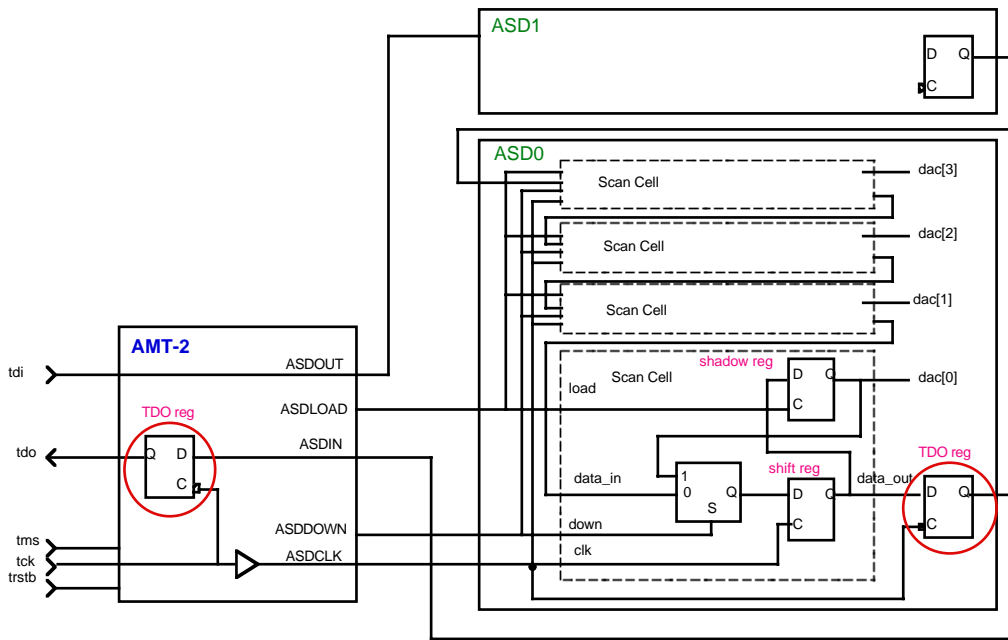 ASD1
D Q
C
ASD0
Scan Cell
dac[3]
Scan Cell
dac[2]
Scan Cell
dac[1]
AMT-2
tdi
ASDOUT
shadow reg
load
Scan Cell
D Q
C
dac[0]
ASDLOAD
TDO reg
tdo
Q D
C
ASDIN
TDO reg
data_in
1
0
Q
S
shift reg
D Q
C
data_out
D Q
C
ASDDOWN
down
tms
tck
trstb
ASDCLK
clk